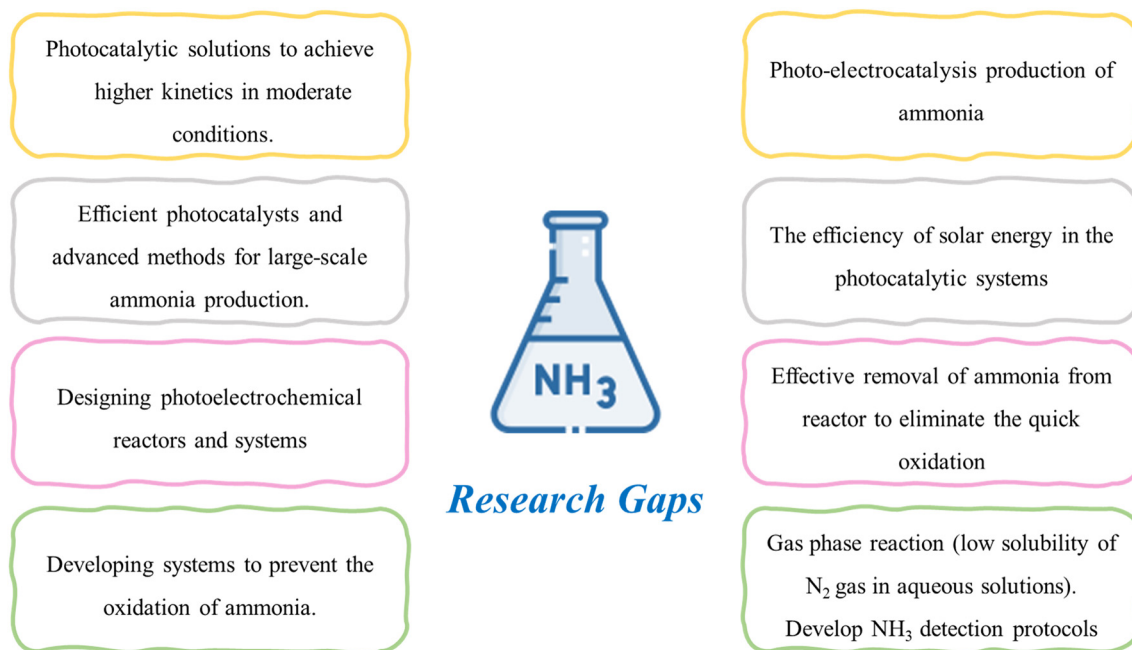 Photocatalytic solutions to achieve
higher kinetics in moderate
conditions.
Efficient photocatalysts and
advanced methods for large-scale
ammonia production.
Designing photoelectrochemical
reactors and systems
Developing systems to prevent the
oxidation of ammonia.
NH₃
Research Gaps
Photo-electrocatalysis production of
ammonia
The efficiency of solar energy in the
photocatalytic systems
Effective removal of ammonia from
reactor to eliminate the quick
oxidation
Gas phase reaction (low solubility of
N₂ gas in aqueous solutions).
Develop NH₃ detection protocols